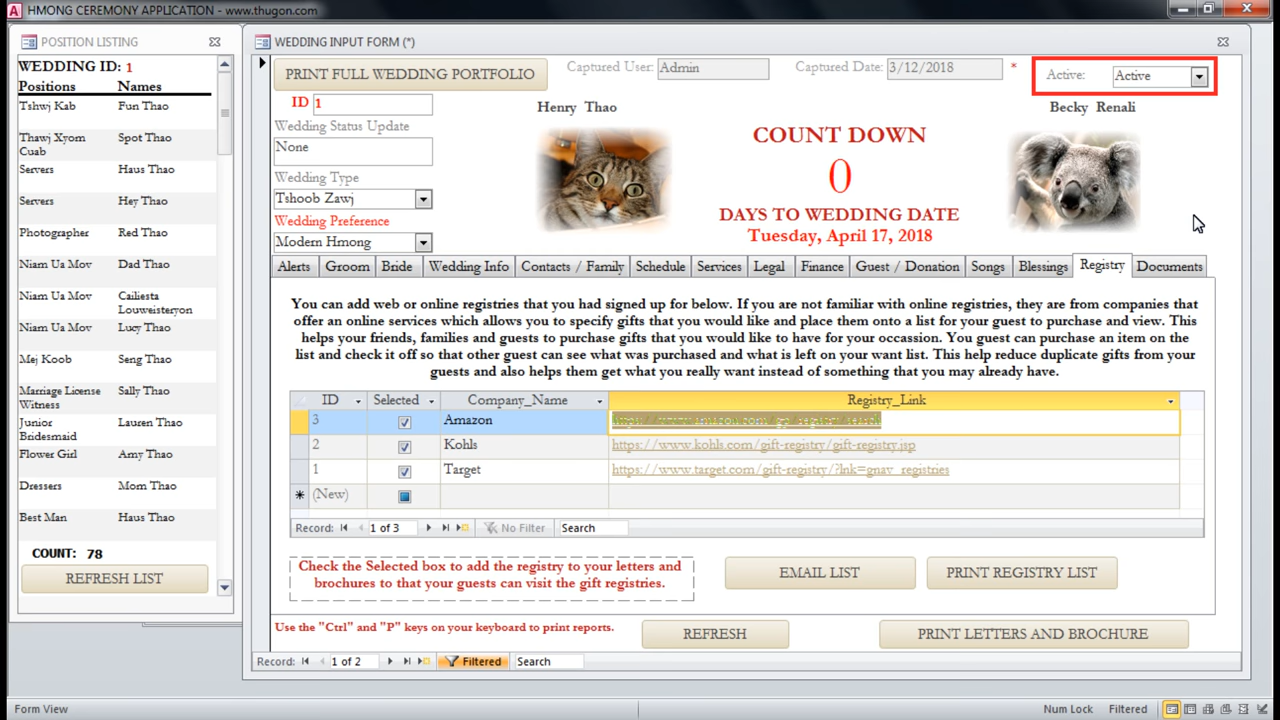 HMONG CEREMONY APPLICATION - www.thugon.com
POSITION LISTING
WEDDING ID: 1
Positions Names
Tshwj Kab Fun Thao
Thawj Xyom Cuab Spot Thao
Servers Haus Thao
Servers Hey Thao
Photographer Red Thao
Niam Ua Mov Dad Thao
Niam Ua Mov Cailiesta Louweisteryon
Niam Ua Mov Lucy Thao
Mej Koob Seng Thao
Marriage License Witness Sally Thao
Junior Bridesmaid Lauren Thao
Flower Girl Amy Thao
Dressers Mom Thao
Best Man Haus Thao
COUNT: 78
REFRESH LIST
WEDDING INPUT FORM (*)
PRINT FULL WEDDING PORTFOLIO
Captured User: Admin
Captured Date: 3/12/2018 *
Active: Active
ID 1
Wedding Status Update
None
Wedding Type
Tshoob Zawj
Wedding Preference
Modern Hmong
Henry Thao
COUNT DOWN
0
DAYS TO WEDDING DATE
Tuesday, April 17, 2018
Becky Renali
Alerts Groom Bride Wedding Info Contacts / Family Schedule Services Legal Finance Guest / Donation Songs Blessings Registry Documents
You can add web or online registries that you had signed up for below. If you are not familiar with online registries, they are from companies that
offer an online services which allows you to specify gifts that you would like and place them onto a list for your guest to purchase and view. This
helps your friends, families and guests to purchase gifts that you would like to have for your occassion. You guest can purchase an item on the
list and check it off so that other guest can see what was purchased and what is left on your want list. This help reduce duplicate gifts from your
guests and also helps them get what you really want instead of something that you may already have.
ID Selected Company_Name Registry_Link
3 Amazon
2 Kohls https://www.kohls.com/gift-registry/gift-registry.jsp
1 Target https://www.target.com/gift-registry/?lnk=gnav_registries
* (New)
Record: 1 of 3 No Filter Search
Check the Selected box to add the registry to your letters and
brochures to that your guests can visit the gift registries.
EMAIL LIST
PRINT REGISTRY LIST
Use the "Ctrl" and "P" keys on your keyboard to print reports.
REFRESH
PRINT LETTERS AND BROCHURE
Record: 1 of 2 Filtered Search
Form View
Num Lock Filtered